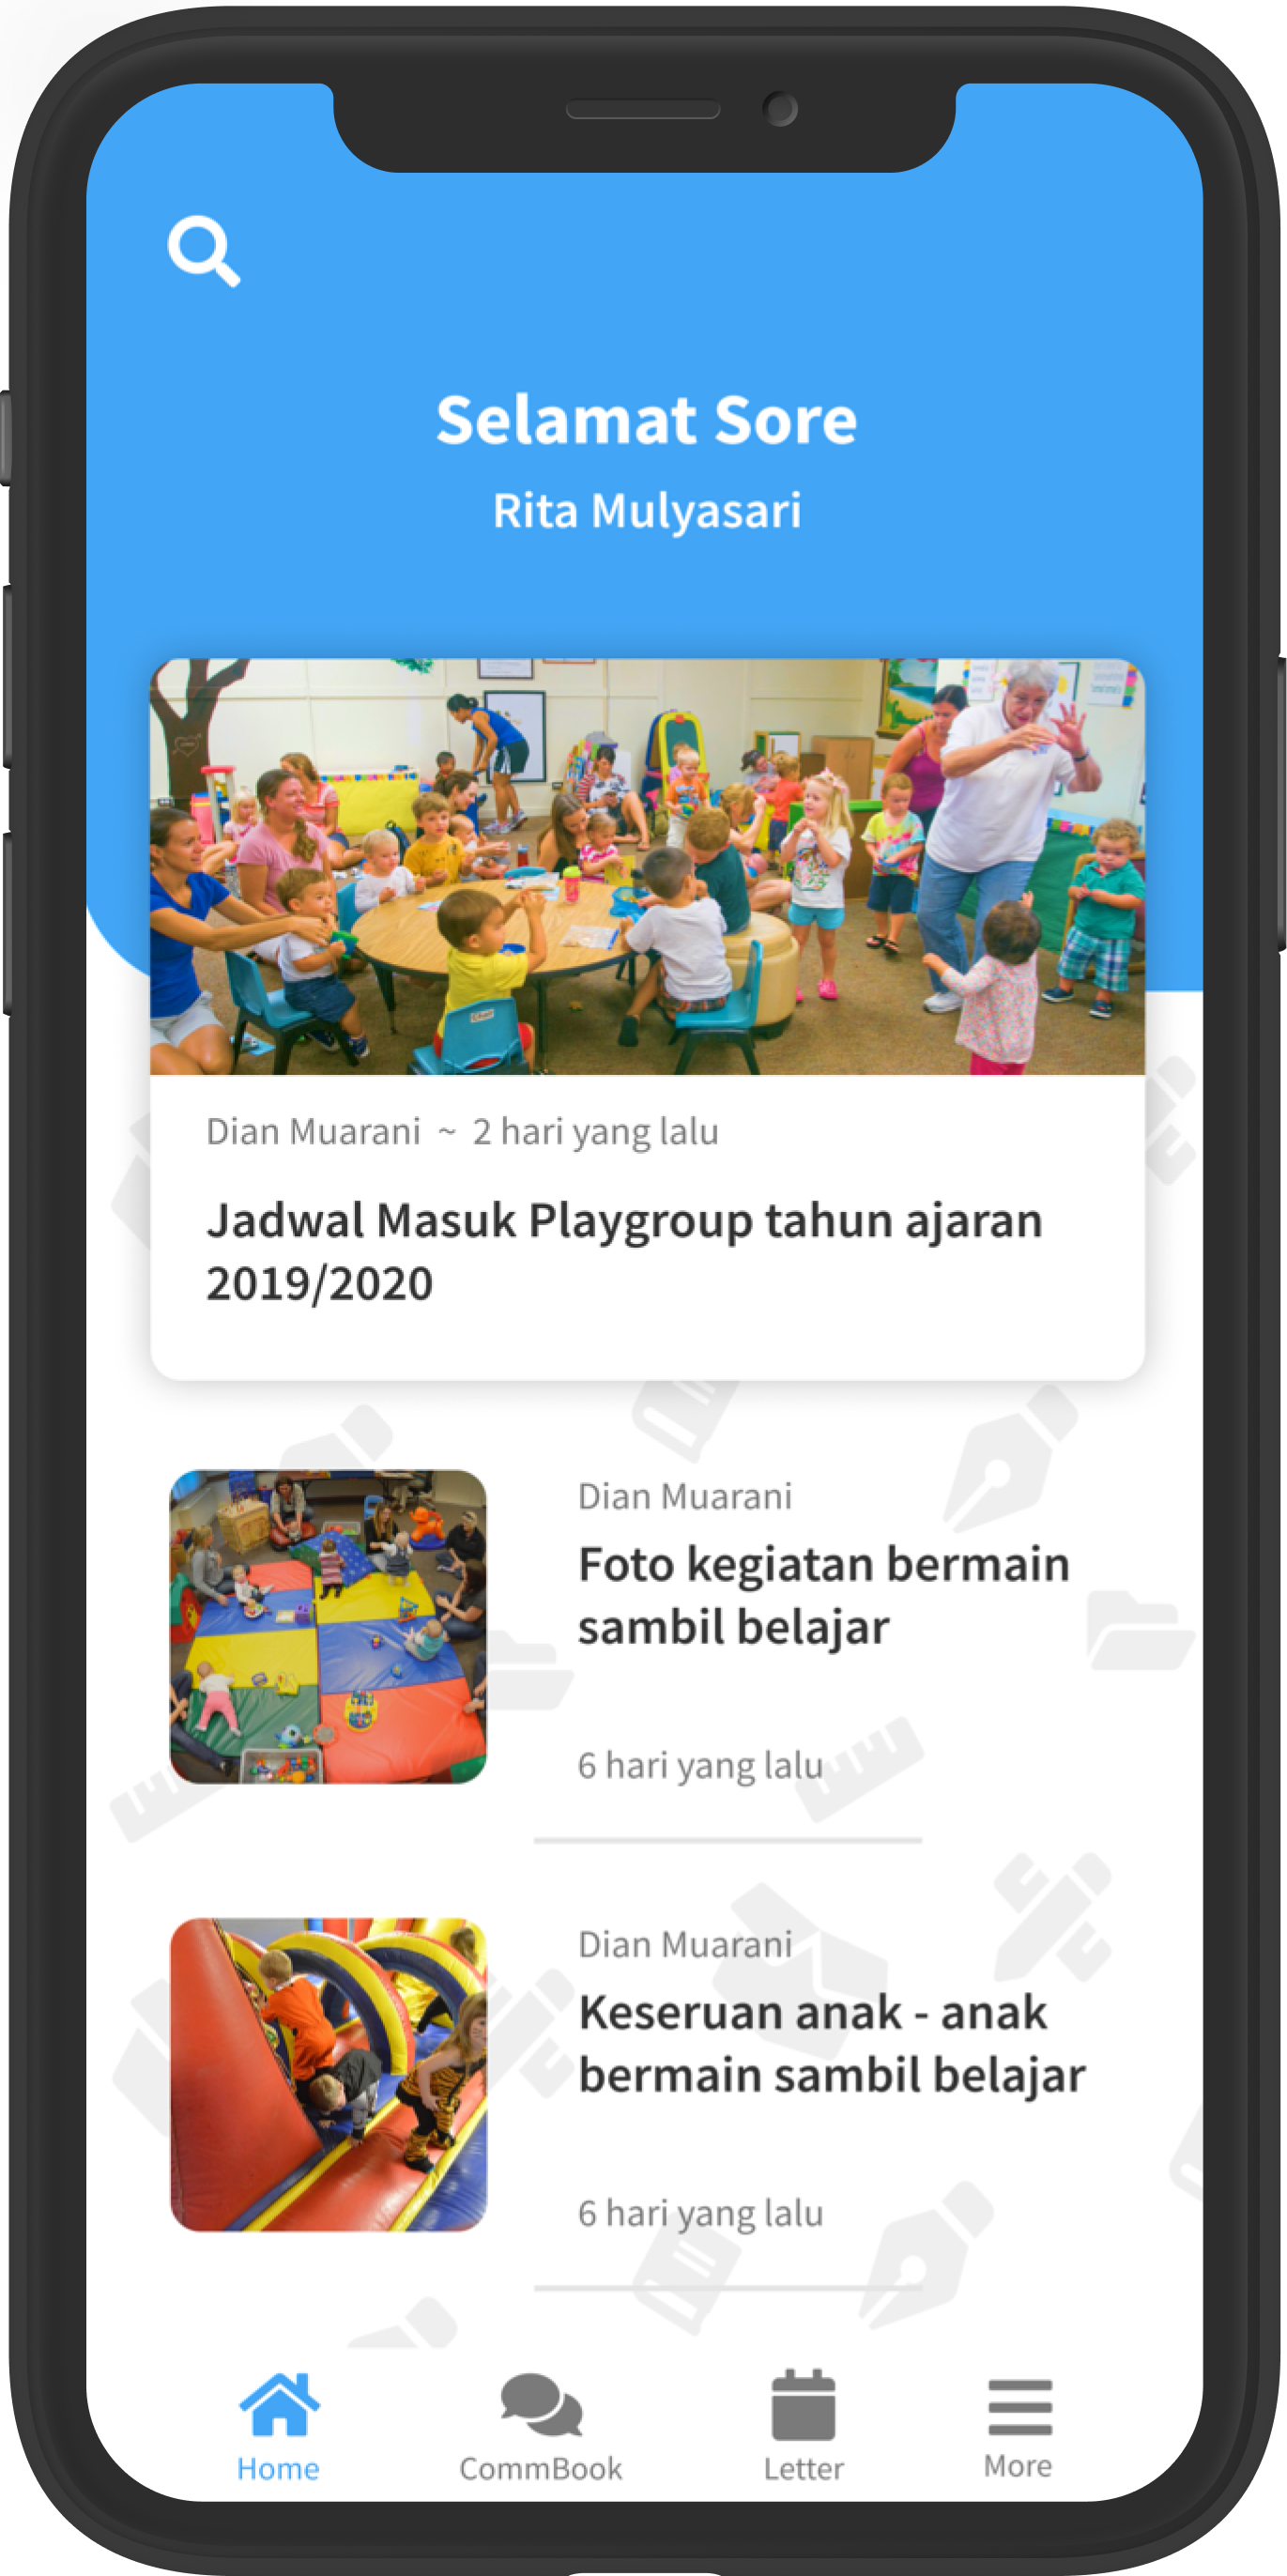 Selamat Sore
Rita Mulyasari
Dian Muarani ~ 2 hari yang lalu
Jadwal Masuk Playgroup tahun ajaran
2019/2020
Dian Muarani
Foto kegiatan bermain
sambil belajar
6 hari yang lalu
Dian Muarani
Keseruan anak - anak
bermain sambil belajar
6 hari yang lalu
Home
CommBook
Letter
More